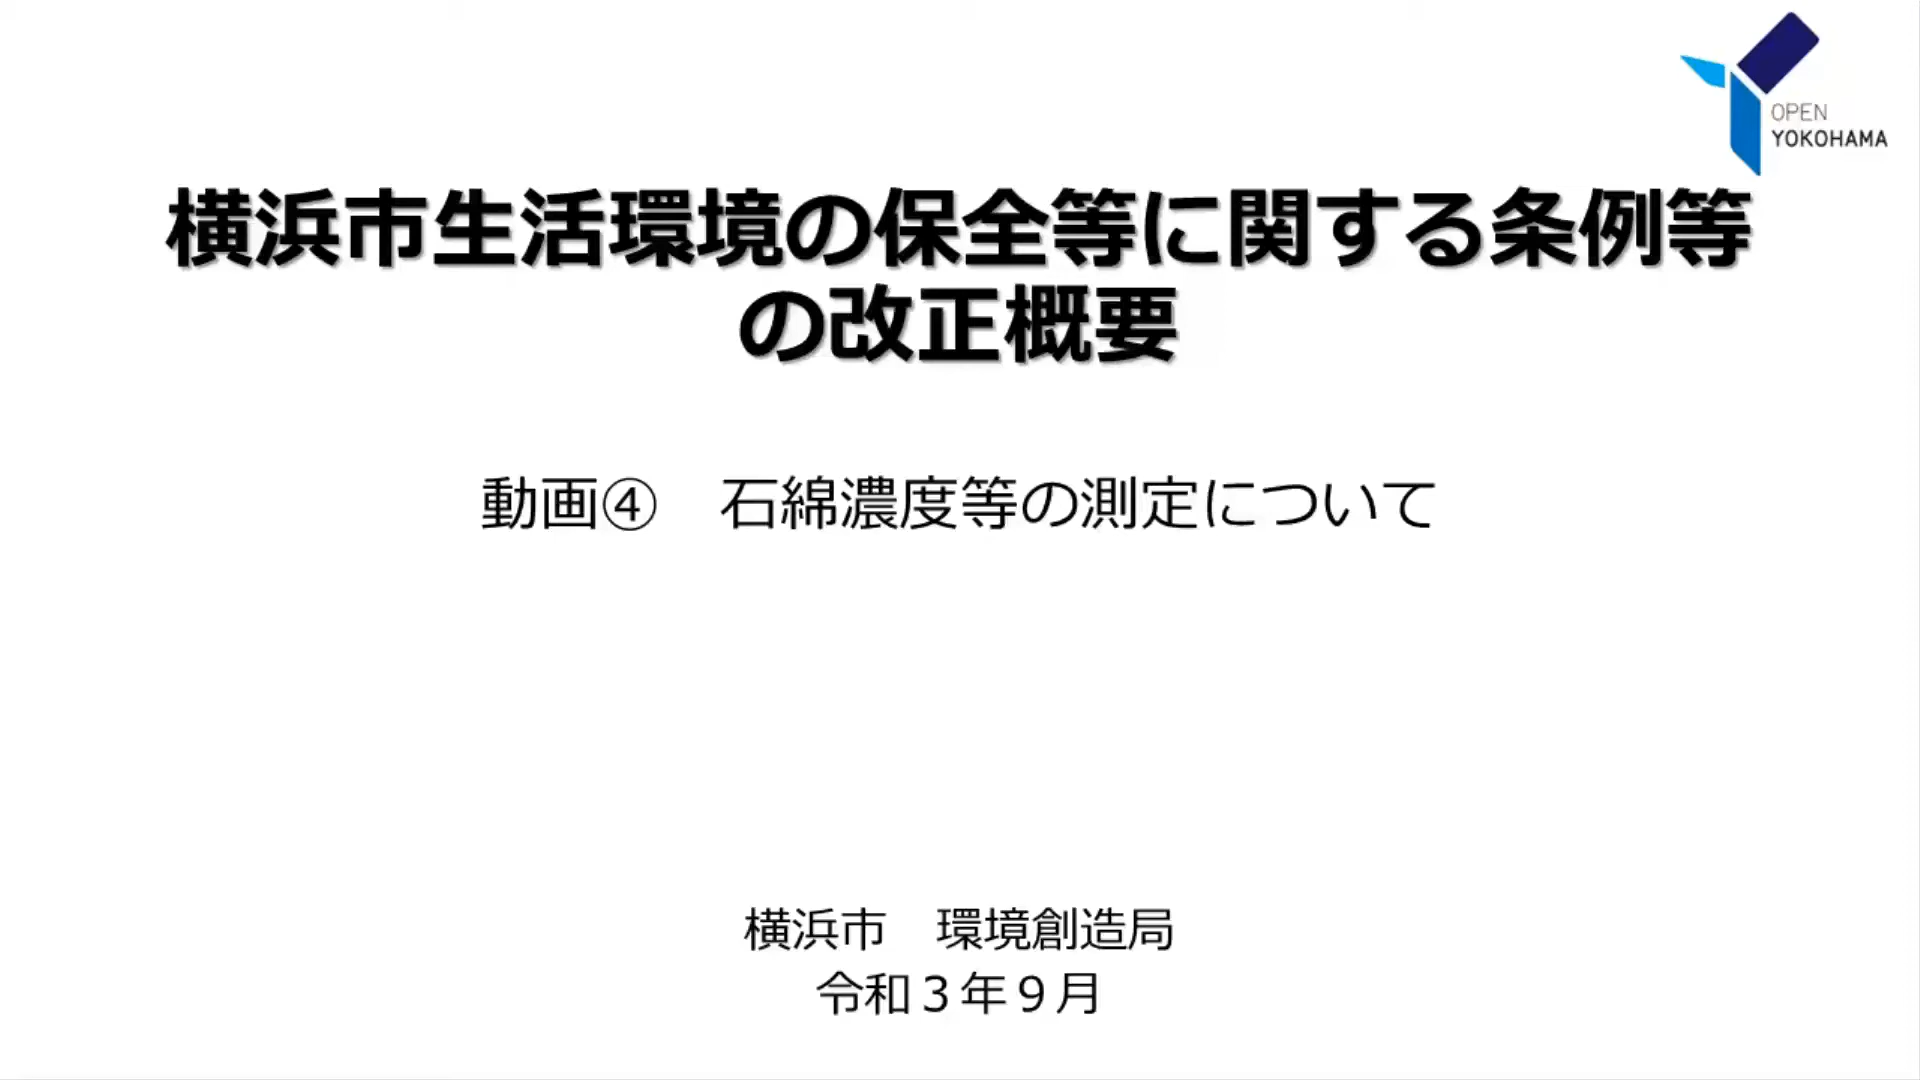 OPEN
YOKOHAMA
横浜市生活環境の保全等に関する条例等
の改正概要
動画④　石綿濃度等の測定について
横浜市　環境創造局
令和３年９月